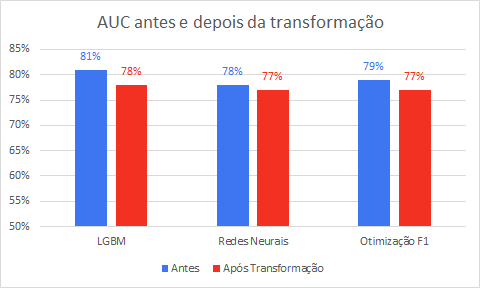 AUC antes e depois da transformação
85%
80%
75%
70%
65%
60%
55%
50%
81%
78%
78%
77%
79%
77%
LGBM
Redes Neurais
Otimização F1
Antes
Após Transformação